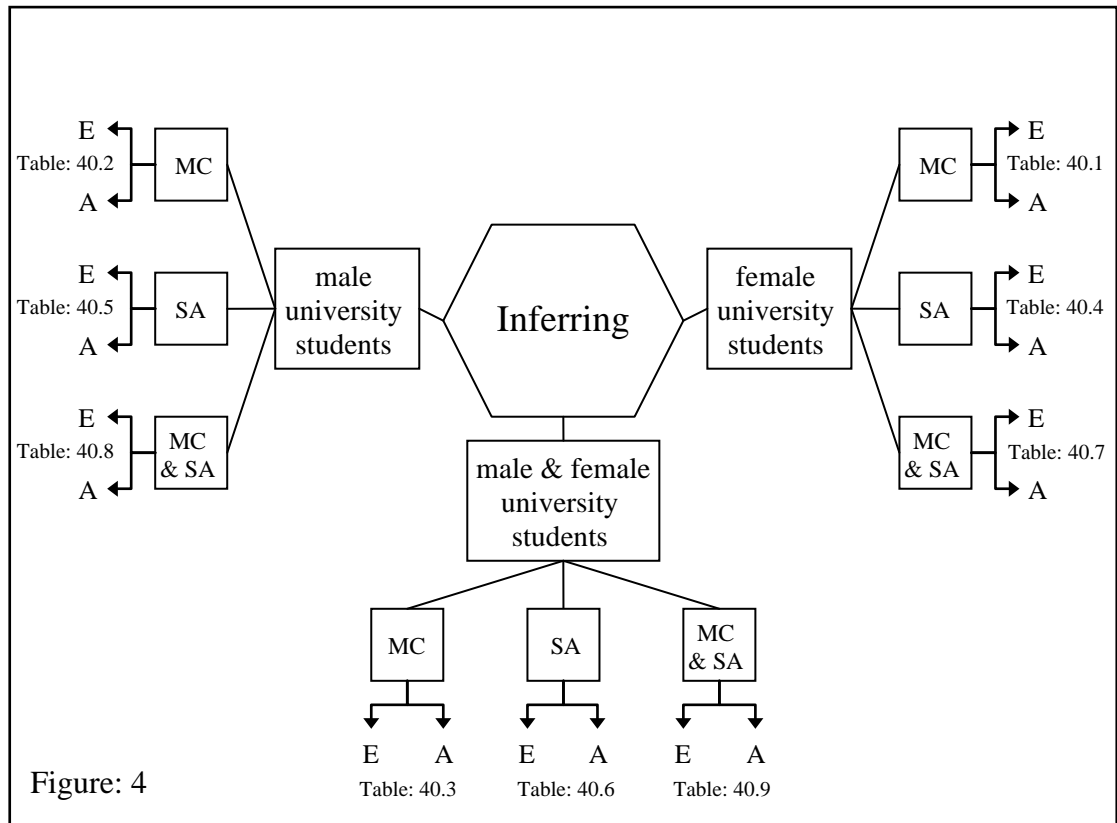 E
Table: 40.2
A
MC
E
Table: 40.5
A
SA
E
Table: 40.8
A
MC
& SA
male
university
students
Inferring
female
university
students
MC
E
Table: 40.1
A
SA
E
Table: 40.4
A
MC
& SA
E
Table: 40.7
A
male & female
university
students
MC
SA
MC
& SA
E A E A E A
Table: 40.3 Table: 40.6 Table: 40.9
Figure: 4